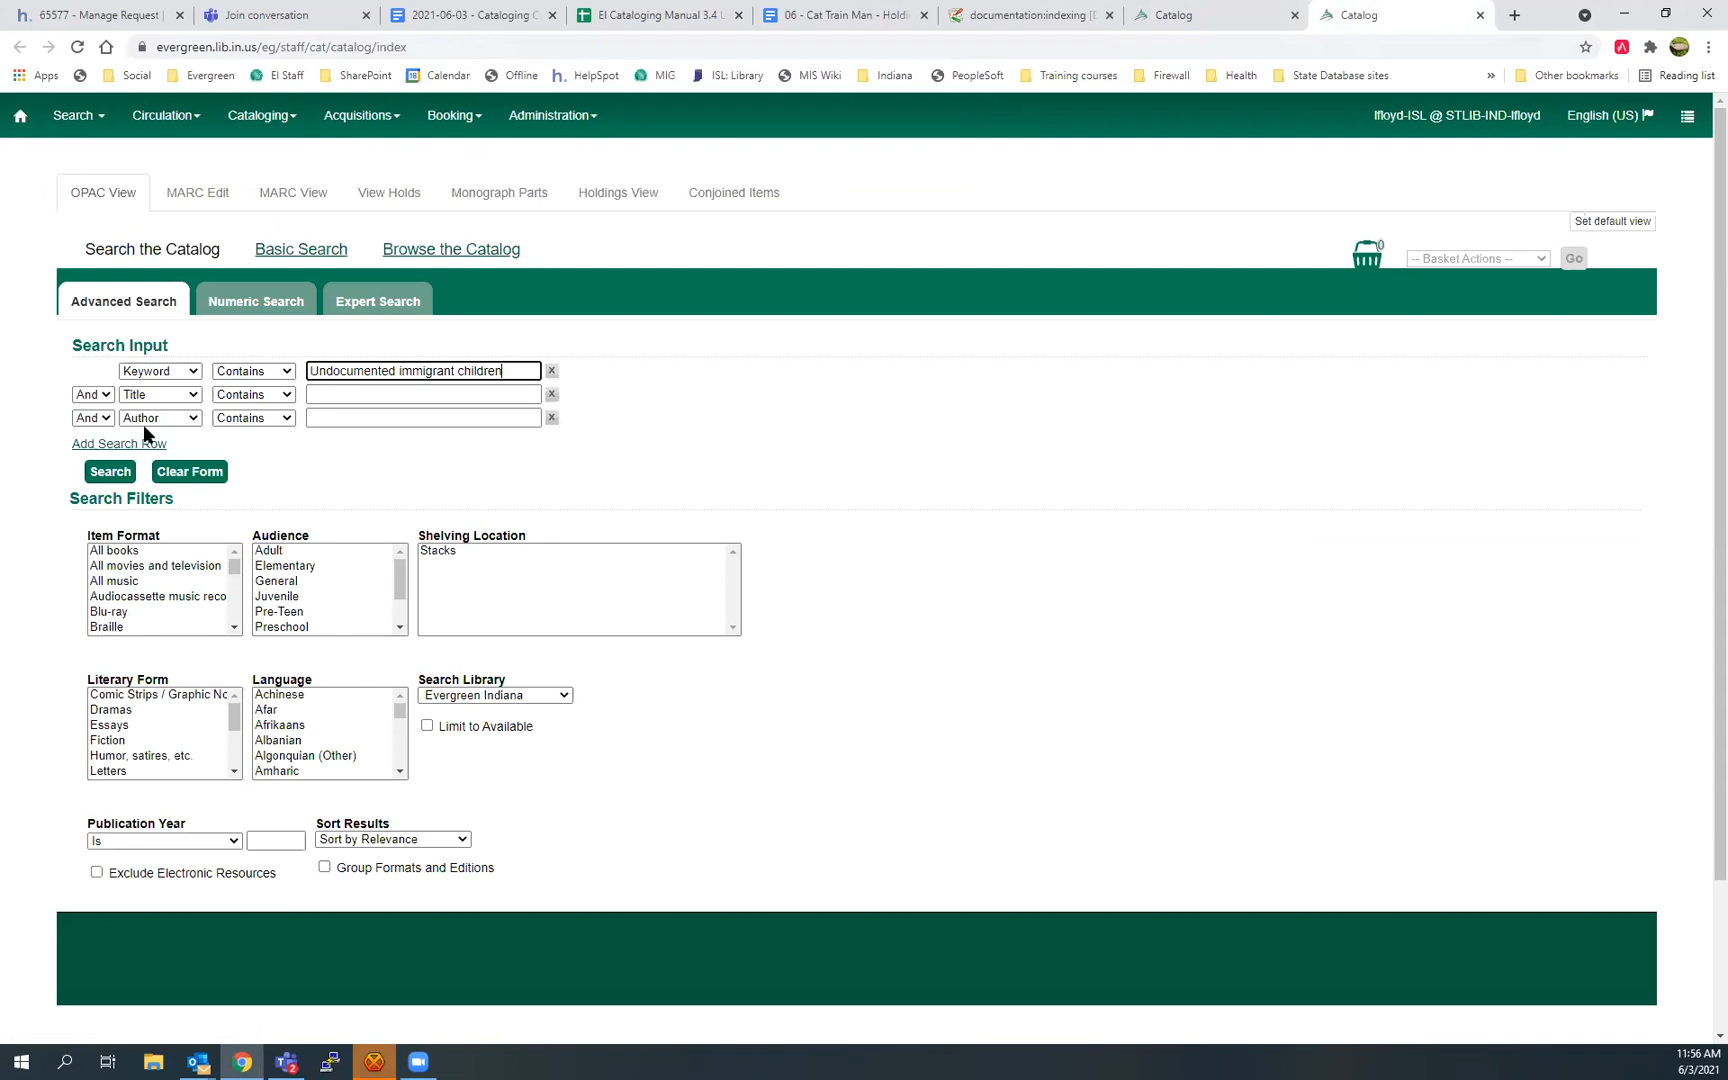 65577 - Manage Request |
Join conversation
2021-06-03 - Cataloging C
EI Cataloging Manual 3.4 U
06 - Cat Train Man - Holdi
documentation:indexing [E
Catalog
Catalog
evergreen.lib.in.us/eg/staff/cat/catalog/index
Apps
Social
Evergreen
EI Staff
SharePoint
Calendar
Offline
HelpSpot
MIG
ISL: Library
MIS Wiki
Indiana
PeopleSoft
Training courses
Firewall
Health
State Database sites
»
Other bookmarks
Reading list
Search
Circulation
Cataloging
Acquisitions
Booking
Administration
lfloyd-ISL @ STLIB-IND-lfloyd
English (US)
OPAC View
MARC Edit
MARC View
View Holds
Monograph Parts
Holdings View
Conjoined Items
Set default view
Search the Catalog
Basic Search
Browse the Catalog
0
-- Basket Actions --
Go
Advanced Search
Numeric Search
Expert Search
Search Input
Keyword Contains Undocumented immigrant children x
And Title Contains x
And Author Contains x
Add Search Row
Search
Clear Form
Search Filters
Item Format
All books
All movies and television
All music
Audiocassette music reco
Blu-ray
Braille
Audience
Adult
Elementary
General
Juvenile
Pre-Teen
Preschool
Shelving Location
Stacks
Literary Form
Comic Strips / Graphic Nc
Dramas
Essays
Fiction
Humor, satires, etc.
Letters
Language
Achinese
Afar
Afrikaans
Albanian
Algonquian (Other)
Amharic
Search Library
Evergreen Indiana
Limit to Available
Publication Year
Is
Sort Results
Sort by Relevance
Exclude Electronic Resources
Group Formats and Editions
11:56 AM
6/3/2021